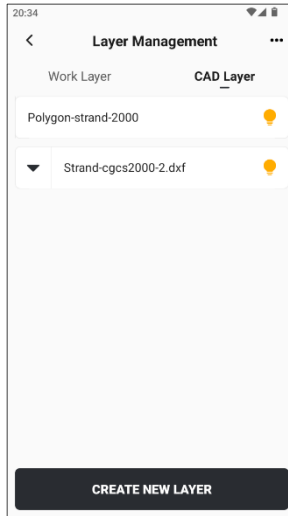 20:34
Layer Management
Work Layer CAD Layer
Polygon-strand-2000
Strand-cgcs2000-2.dxf
CREATE NEW LAYER